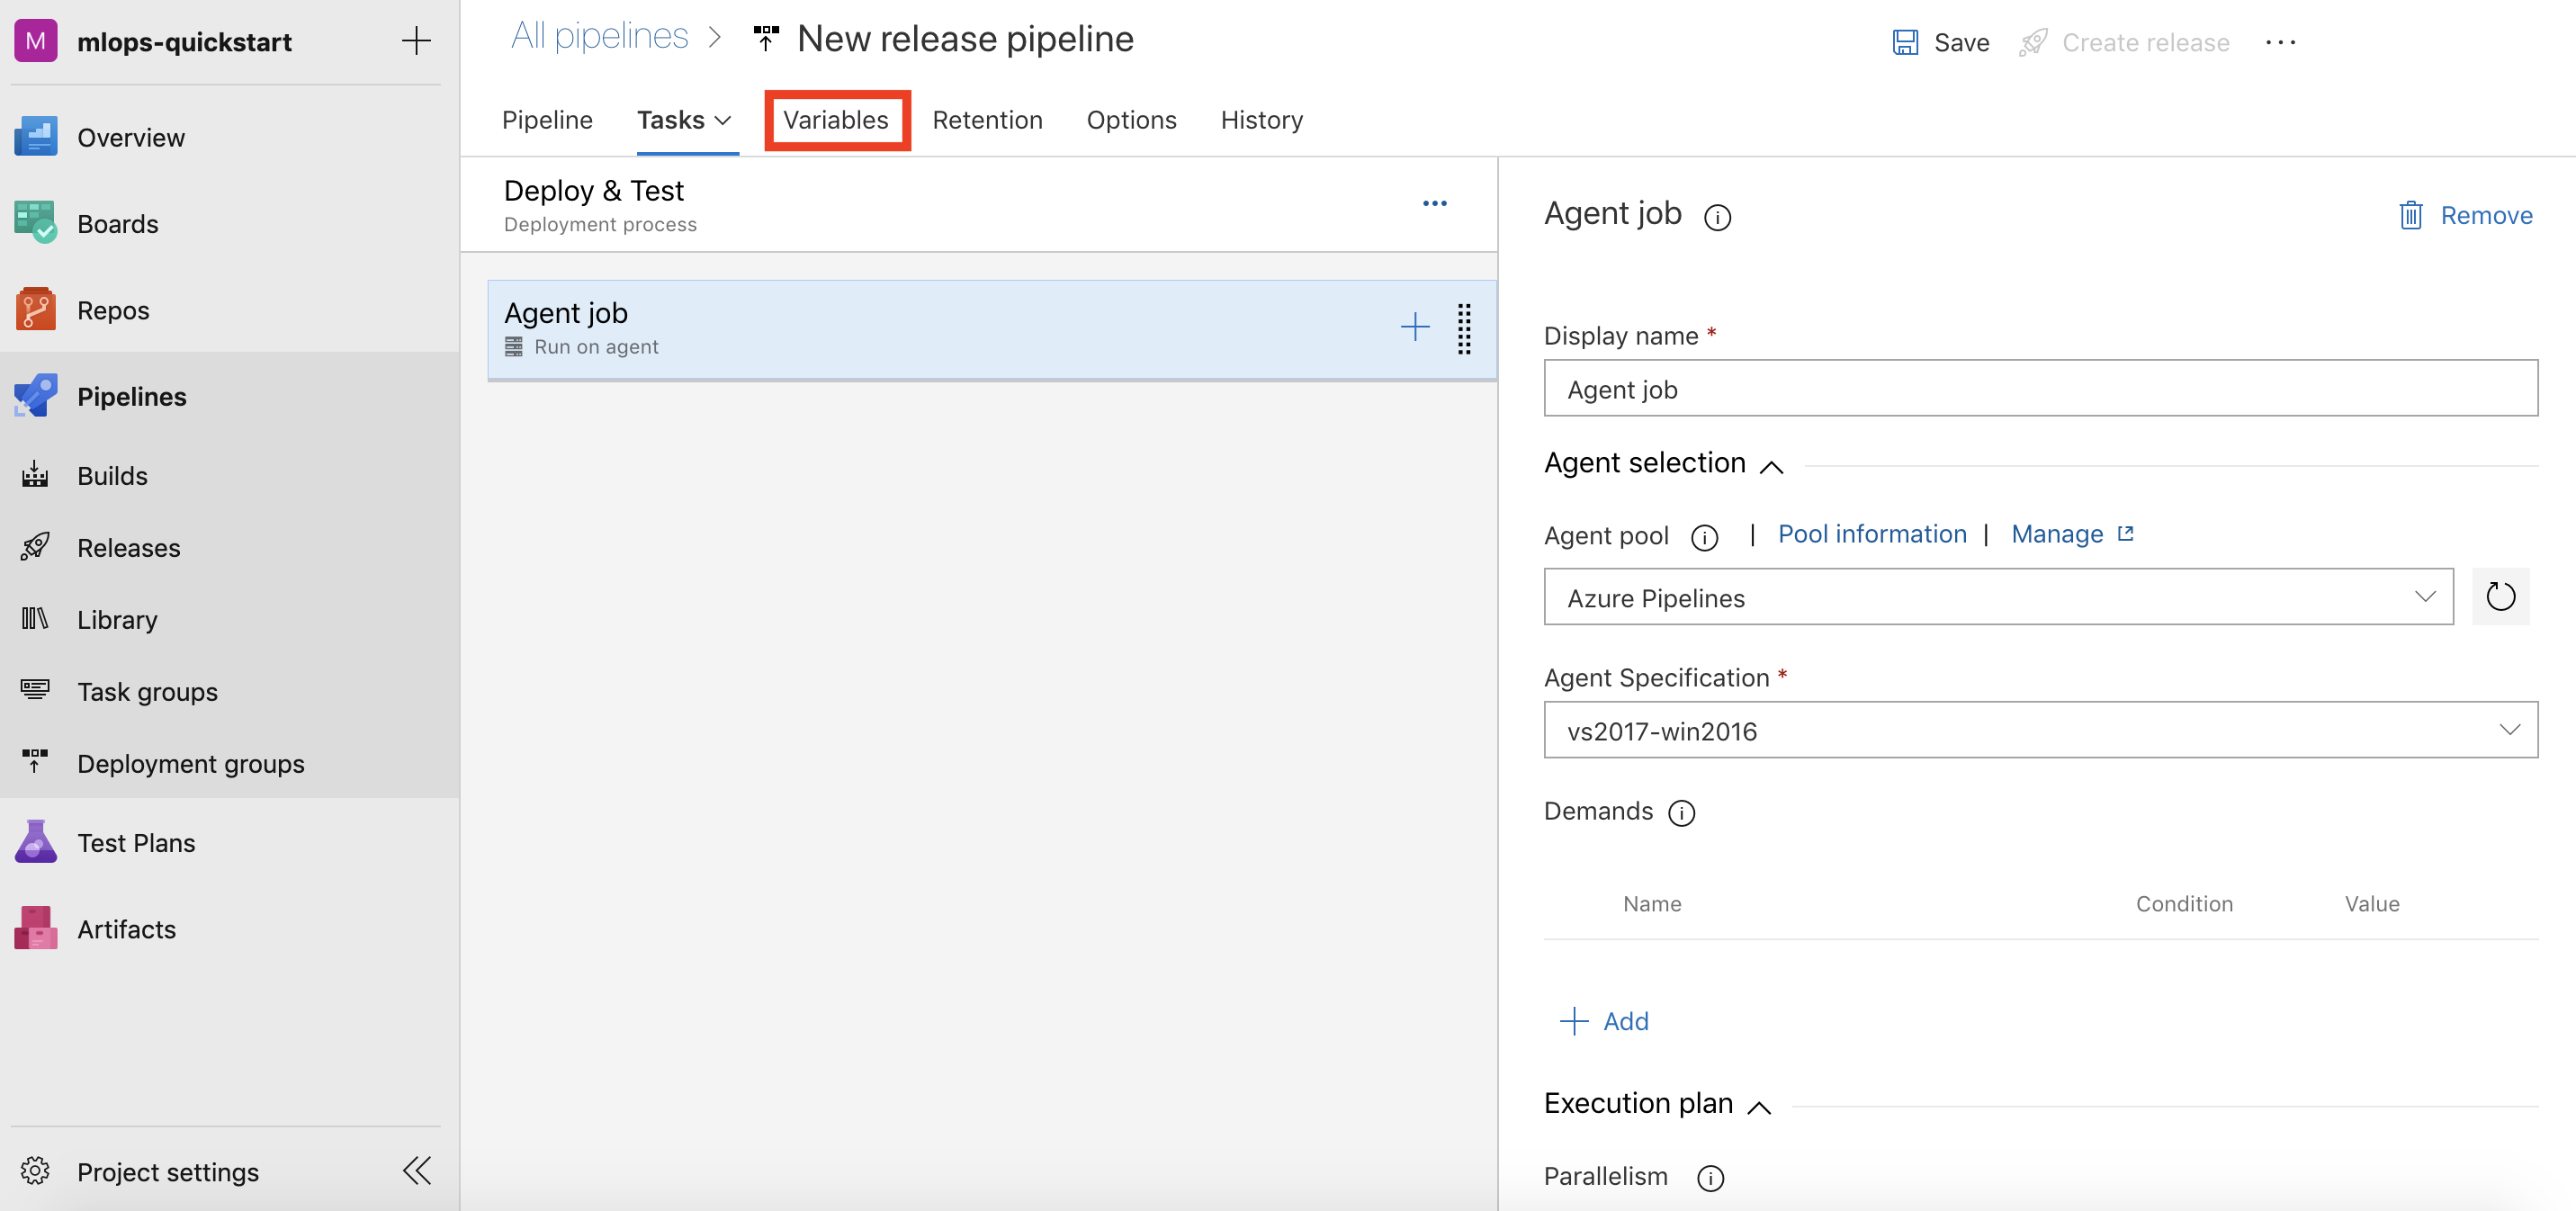 M mlops-quickstart
Overview
Boards
Repos
Pipelines
Builds
Releases
Library
Task groups
Deployment groups
Test Plans
Artifacts
Project settings
All pipelines > New release pipeline
Save Create release ...
Pipeline Tasks Variables Retention Options History
Deploy & Test
Deployment process
Agent job
Run on agent
Agent job
Remove
Display name *
Agent job
Agent selection
Agent pool | Pool information | Manage
Azure Pipelines
Agent Specification *
vs2017-win2016
Demands
Name Condition Value
Add
Execution plan
Parallelism